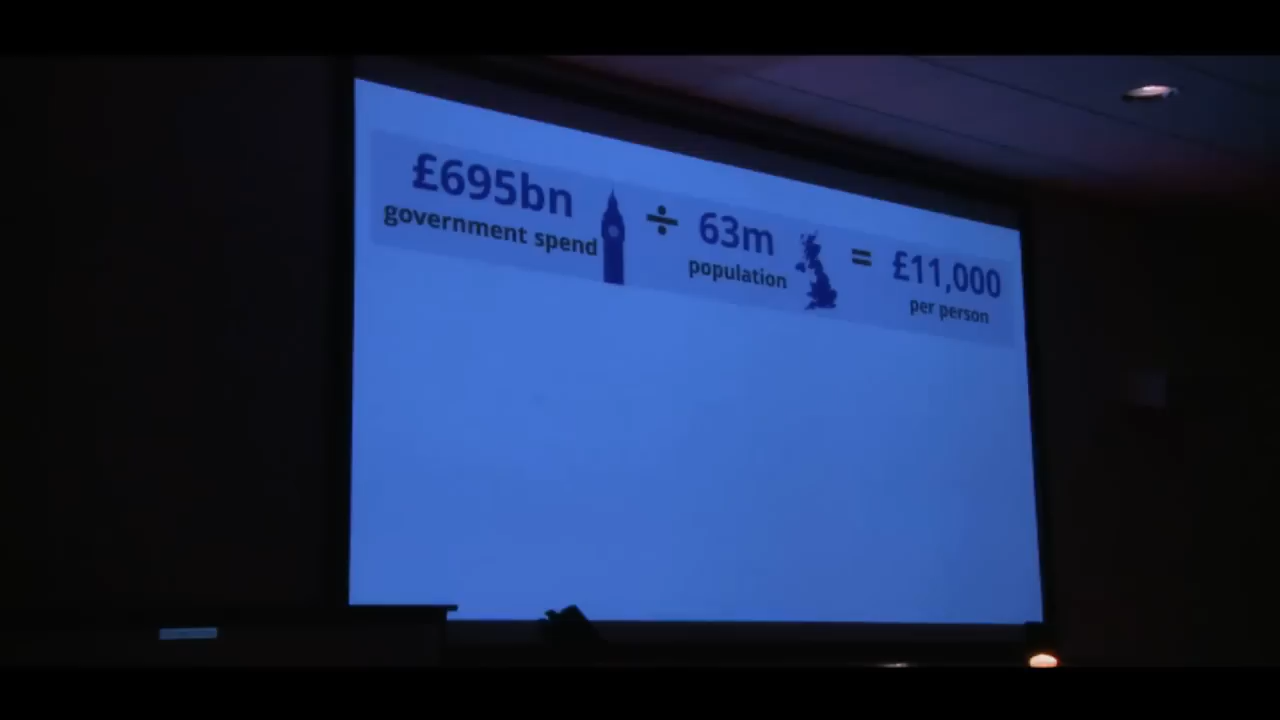 £695bn
government spend
÷
63m
population
=
£11,000
per person